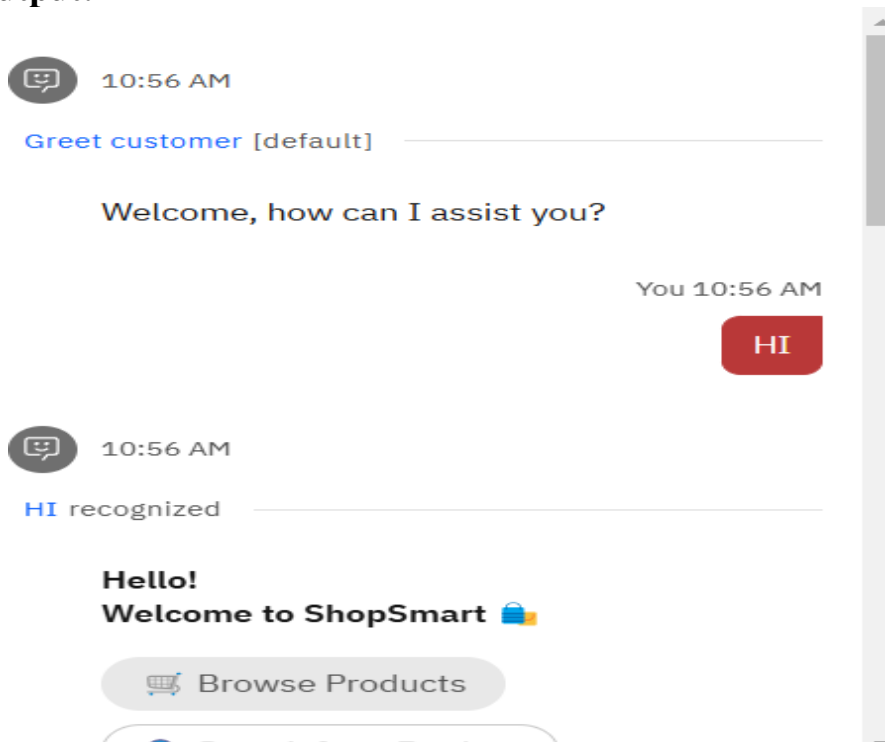 10:56 AM
Greet customer [default]
Welcome, how can I assist you?
You 10:56 AM
HI
10:56 AM
HI recognized
Hello!
Welcome to ShopSmart 🛍️
🛒 Browse Products